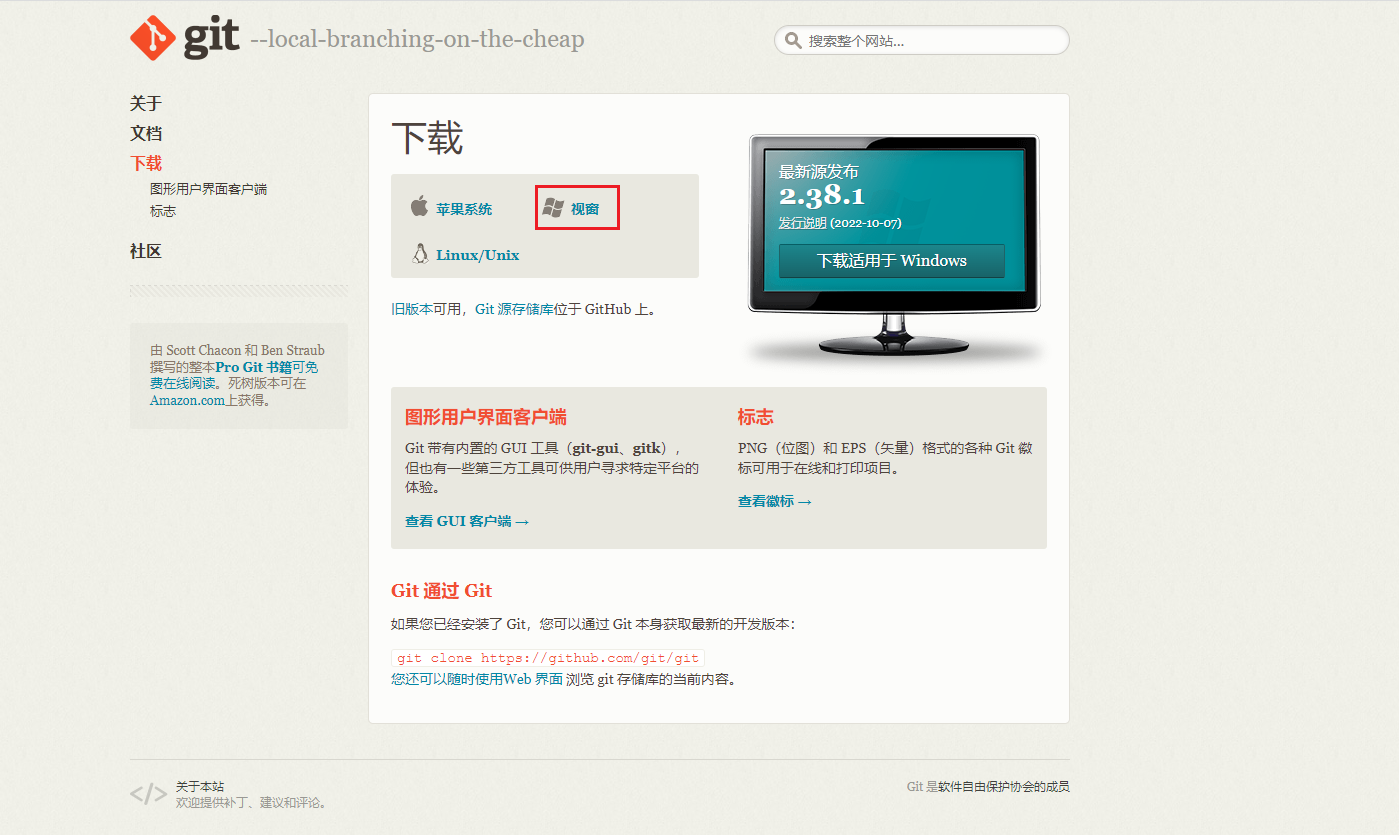 git --local-branching-on-the-cheap
搜索整个网站...
关于
文档
下载
图形用户界面客户端
标志
社区
由 Scott Chacon 和 Ben Straub
撰写的整本Pro Git 书籍可免
费在线阅读。死树版本可在
Amazon.com上获得。
下载
苹果系统
视窗
Linux/Unix
旧版本可用，Git 源存储库位于 GitHub 上。
最新源发布
2.38.1
发行说明 (2022-10-07)
下载适用于 Windows
图形用户界面客户端
Git 带有内置的 GUI 工具（git-gui、gitk），
但也有一些第三方工具可供用户寻求特定平台的
体验。
查看 GUI 客户端 →
标志
PNG（位图）和 EPS（矢量）格式的各种 Git 徽
标可用于在线和打印项目。
查看徽标 →
Git 通过 Git
如果您已经安装了 Git，您可以通过 Git 本身获取最新的开发版本：
git clone https://github.com/git/git
您还可以随时使用Web 界面 浏览 git 存储库的当前内容。
</> 关于本站
欢迎提供补丁、建议和评论。
Git 是软件自由保护协会的成员